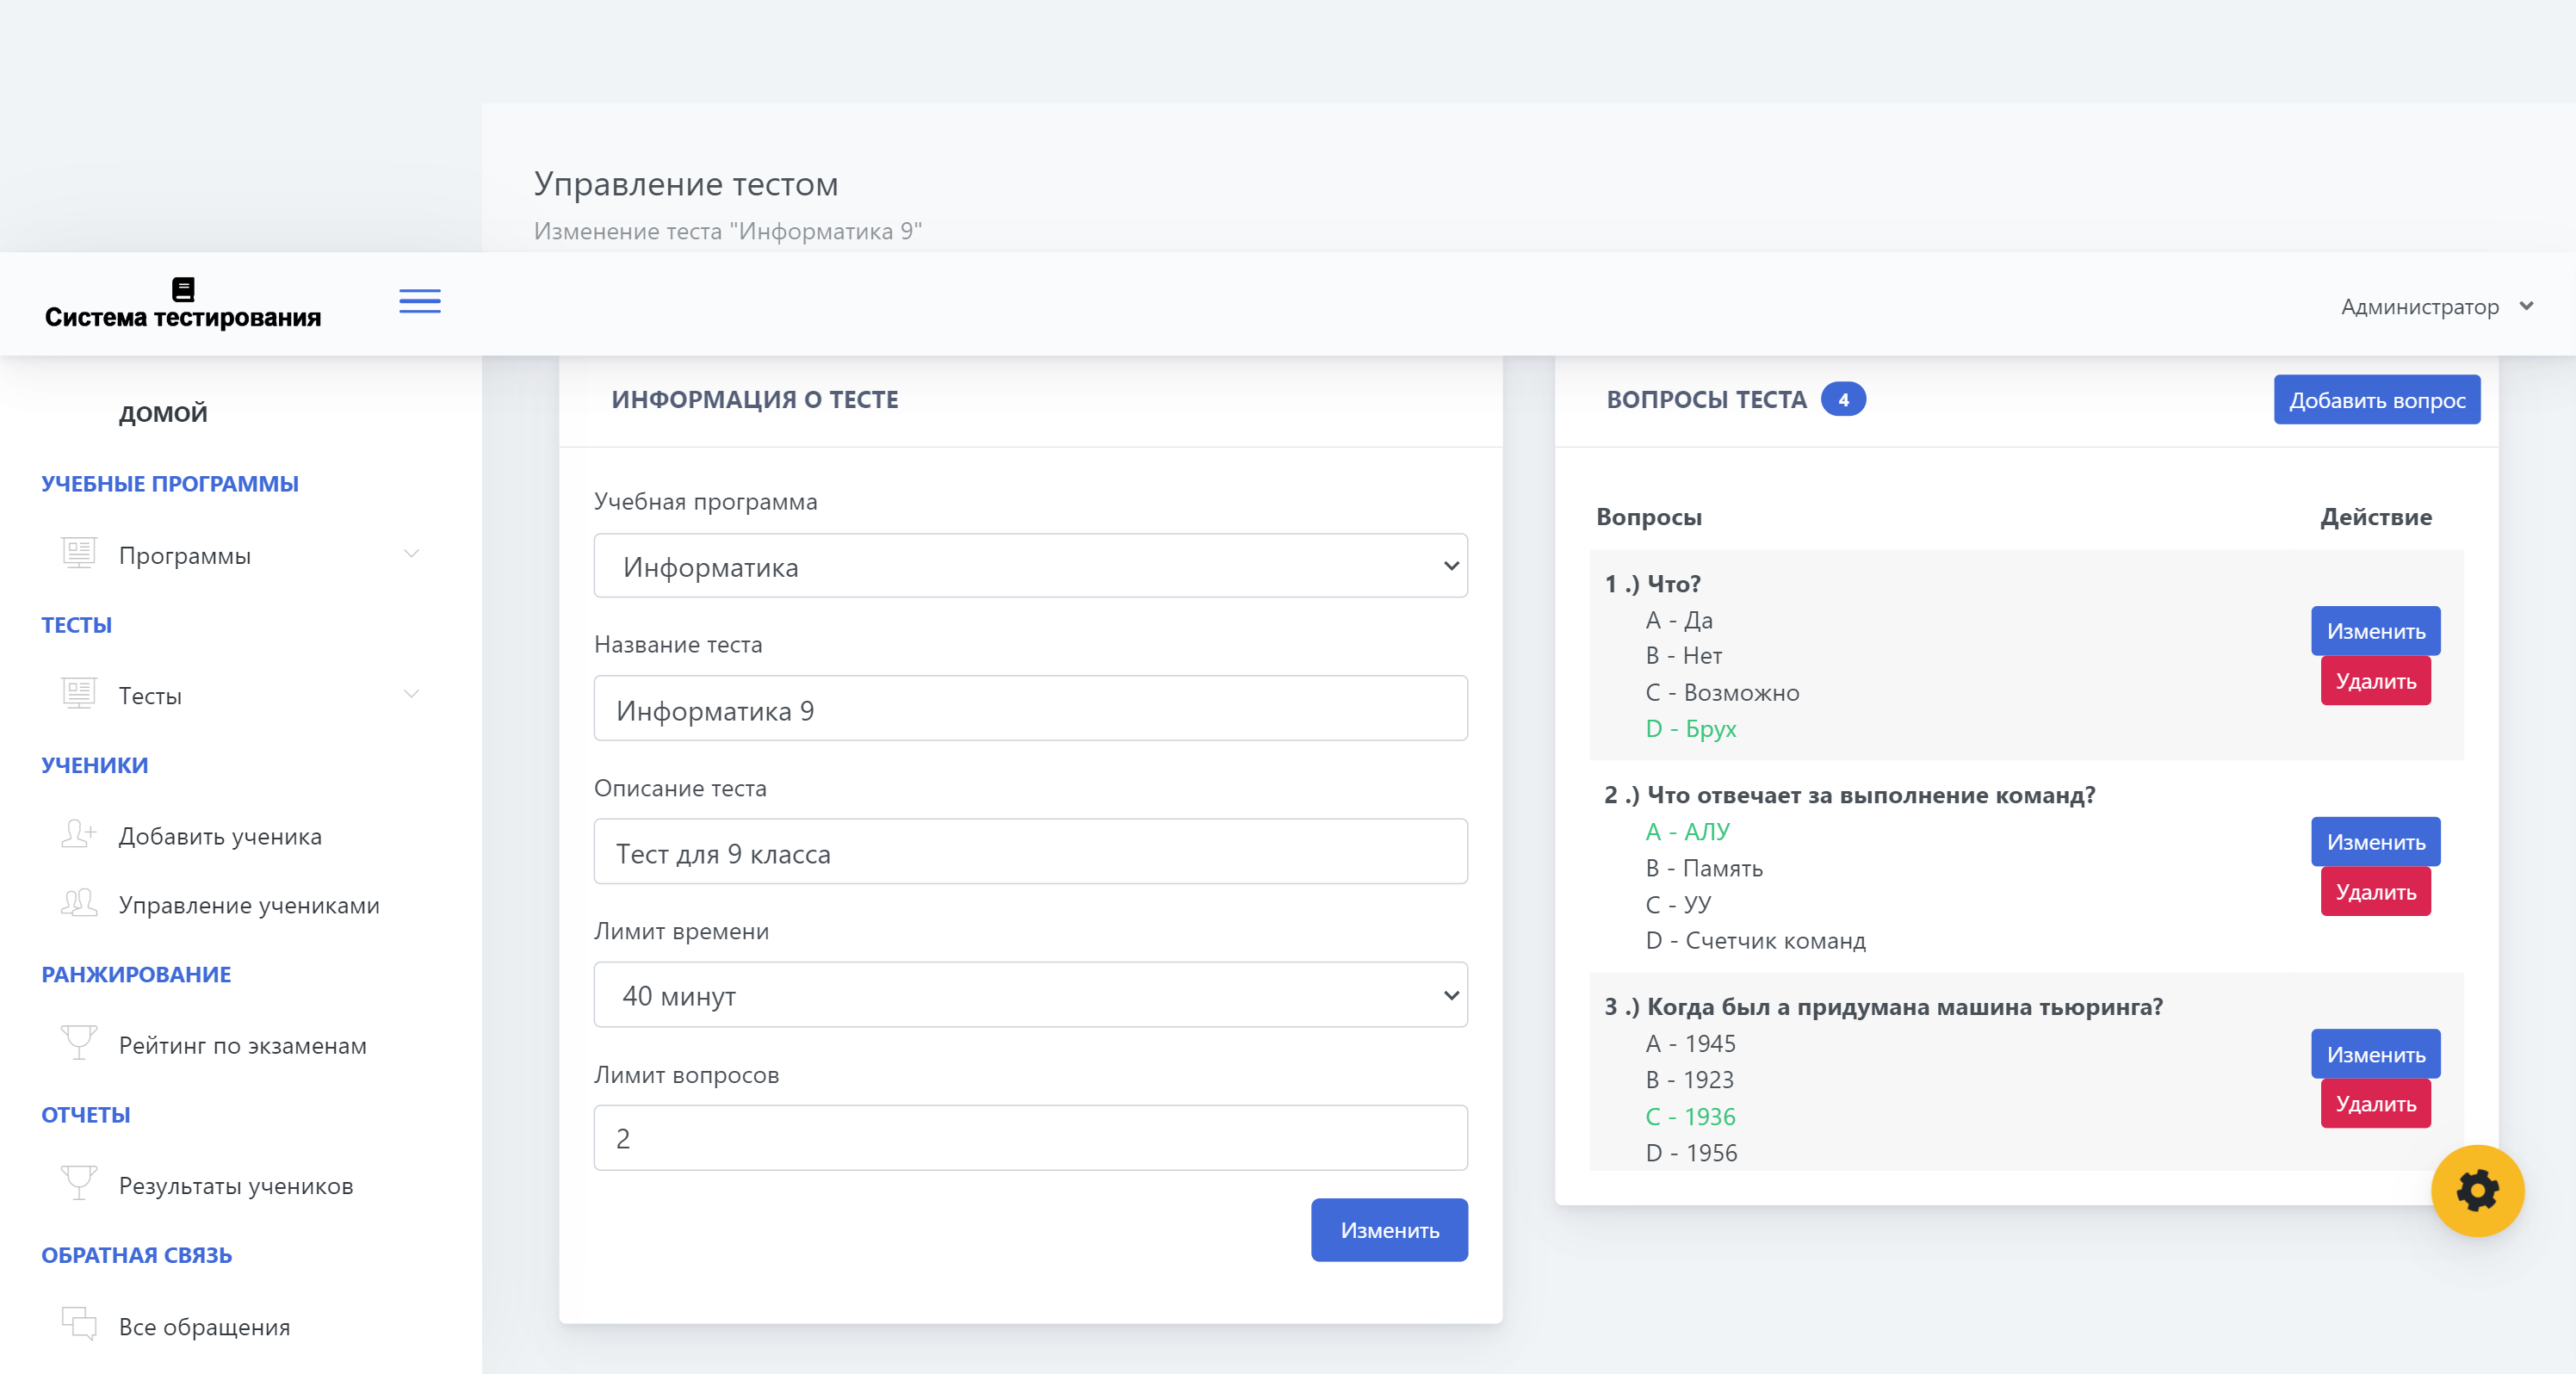 Управление тестом
Изменение теста "Информатика 9"
Система тестирования
Администратор
ДОМОЙ
УЧЕБНЫЕ ПРОГРАММЫ
Программы
ТЕСТЫ
Тесты
УЧЕНИКИ
Добавить ученика
Управление учениками
РАНЖИРОВАНИЕ
Рейтинг по экзаменам
ОТЧЕТЫ
Результаты учеников
ОБРАТНАЯ СВЯЗЬ
Все обращения
ИНФОРМАЦИЯ О ТЕСТЕ
Учебная программа
Информатика
Название теста
Информатика 9
Описание теста
Тест для 9 класса
Лимит времени
40 минут
Лимит вопросов
2
Изменить
ВОПРОСЫ ТЕСТА 4
Добавить вопрос
Вопросы Действие
1 .) Что?
A - Да
B - Нет
C - Возможно
D - Брух
Изменить
Удалить
2 .) Что отвечает за выполнение команд?
A - АЛУ
B - Память
C - УУ
D - Счетчик команд
Изменить
Удалить
3 .) Когда был а придумана машина тьюринга?
A - 1945
B - 1923
C - 1936
D - 1956
Изменить
Удалить